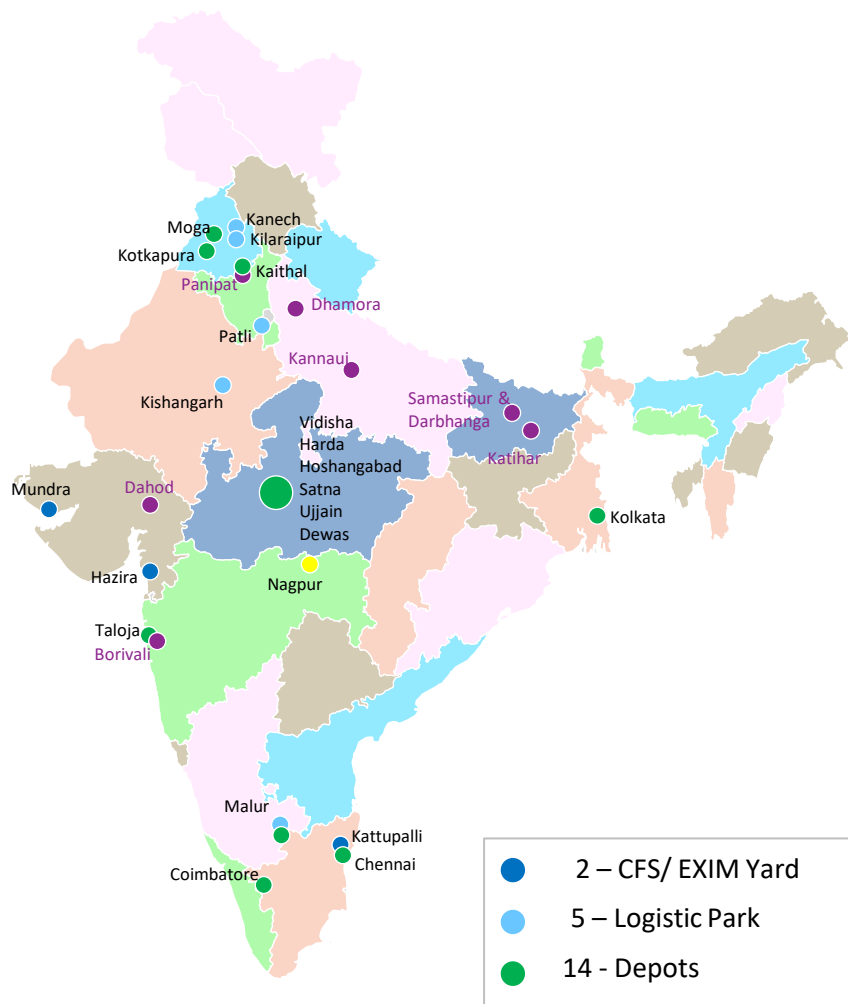 Kanech
Moga
Kilaraipur
Kotkapura
Kaithal
Panipat
Dhamora
Patli
Kannaui
Kishangarh
Samastipur &
Darbhanga
Katihar
Vidisha
Harda
Hoshangabad
Satna
Ujjain
Dewas
Mundra
Dahod
Kolkata
Hazira
Nagpur
Taloja
Borivali
Malur
Kattupalli
Chennai
Coimbatore
2 – CFS/ EXIM Yard
5 – Logistic Park
14 - Depots